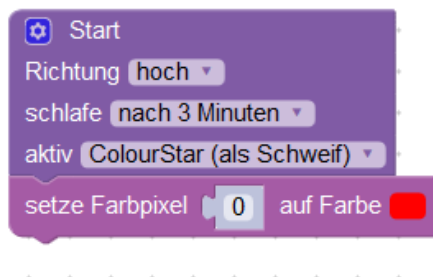 Start
Richtung hoch
schlafe nach 3 Minuten
aktiv ColourStar (als Schweif)
setze Farbpixel 0 auf Farbe